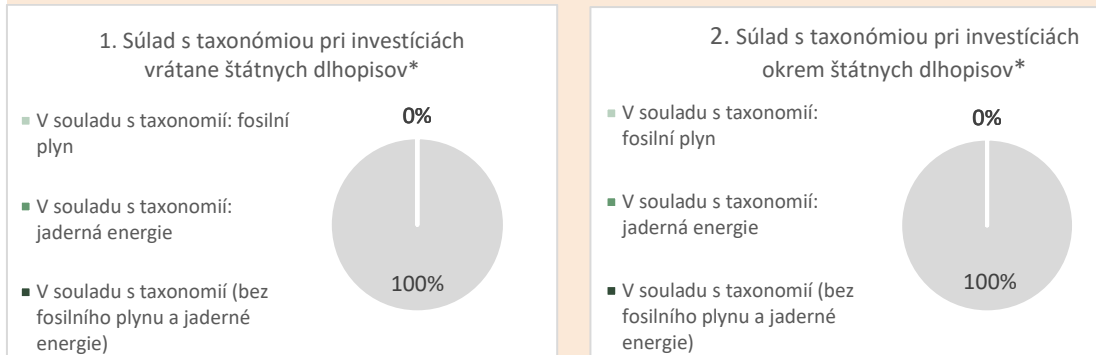 1. Súlad s taxonómiou pri investíciách
vrátane štátnych dlhopisov*
V souladu s taxonomií: fosilní
plyn
V souladu s taxonomií:
jaderná energie
V souladu s taxonomií (bez
fosilního plynu a jaderné
energie)
0%
100%
2. Súlad s taxonómiou pri investíciách
okrem štátnych dlhopisov*
V souladu s taxonomií:
fosilní plyn
V souladu s taxonomií:
jaderná energie
V souladu s taxonomií (bez
fosilního plynu a jaderné
energie)
0%
100%